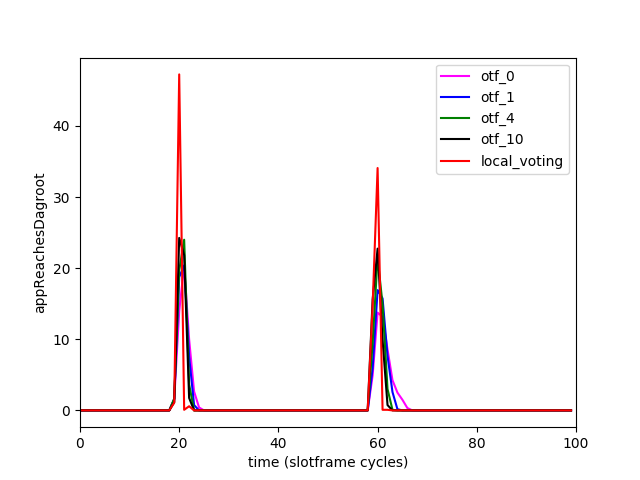 otf_0
otf_1
otf_4
otf_10
local_voting
appReachesDagroot
40
30
20
10
0
0 20 40 60 80 100
time (slotframe cycles)